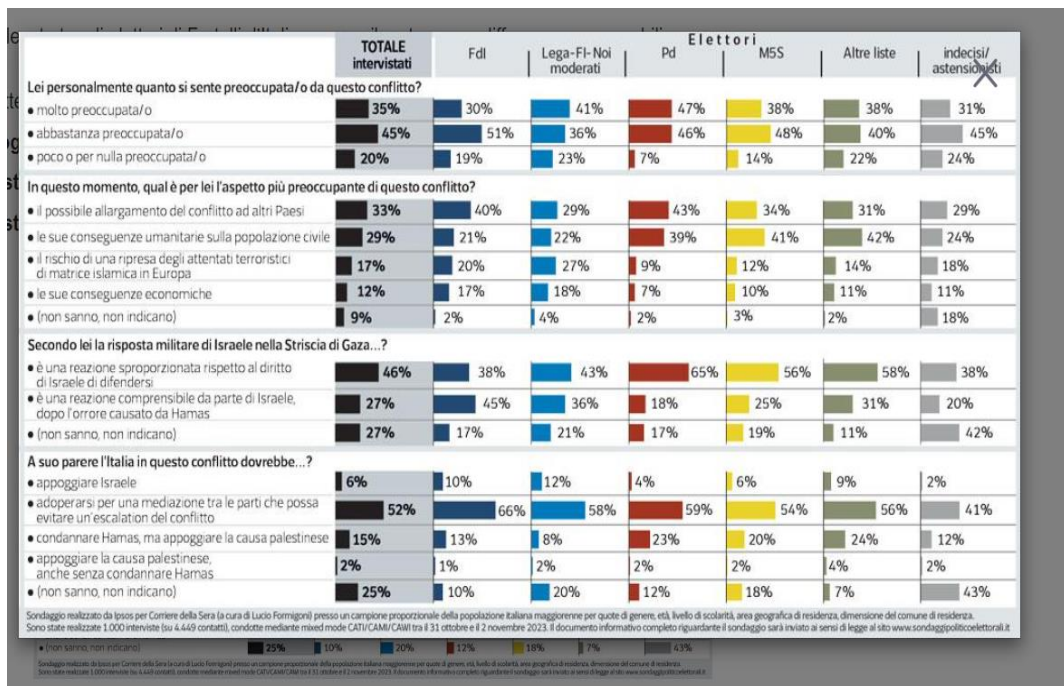 Elettori
TOTALE intervistati FdI Lega-FI-Noi moderati Pd M5S Altre liste indecisi/ astensionisti
Lei personalmente quanto si sente preoccupata/o da questo conflitto?
• molto preoccupata/o 35% 30% 41% 47% 38% 38% 31%
• abbastanza preoccupata/o 45% 51% 36% 46% 48% 40% 45%
• poco o per nulla preoccupata/o 20% 19% 23% 7% 14% 22% 24%
In questo momento, qual è per lei l'aspetto più preoccupante di questo conflitto?
• il possibile allargamento del conflitto ad altri Paesi 33% 40% 29% 43% 34% 31% 29%
• le sue conseguenze umanitarie sulla popolazione civile 29% 21% 22% 39% 41% 42% 24%
• il rischio di una ripresa degli attentati terroristici
di matrice islamica in Europa 17% 20% 27% 9% 12% 14% 18%
• le sue conseguenze economiche 12% 17% 18% 7% 10% 11% 11%
• (non sanno, non indicano) 9% 2% 4% 2% 3% 2% 18%
Secondo lei la risposta militare di Israele nella Striscia di Gaza...?
• è una reazione sproporzionata rispetto al diritto
di Israele di difendersi 46% 38% 43% 65% 56% 58% 38%
• è una reazione comprensibile da parte di Israele,
dopo l'orrore causato da Hamas 27% 45% 36% 18% 25% 31% 20%
• (non sanno, non indicano) 27% 17% 21% 17% 19% 11% 42%
A suo parere l'Italia in questo conflitto dovrebbe...?
• appoggiare Israele 6% 10% 12% 4% 6% 9% 2%
• adoperarsi per una mediazione tra le parti che possa
evitare un'escalation del conflitto 52% 66% 58% 59% 54% 56% 41%
• condannare Hamas, ma appoggiare la causa palestinese 15% 13% 8% 23% 20% 24% 12%
• appoggiare la causa palestinese,
anche senza condannare Hamas 2% 1% 2% 2% 2% 4% 2%
• (non sanno, non indicano) 25% 10% 20% 12% 18% 7% 43%
Sondaggio realizzato da Ipsos per Corriere della Sera (a cura di Lucio Formigoni) presso un campione proporzionale della popolazione italiana maggiorenne per quote di genere, età, livello di scolarità, area geografica di residenza, dimensione del comune di residenza.
Sono state realizzate 1.000 interviste (su 4.449 contatti), condotte mediante mixed mode CATI/CAMI/CAWI tra il 31 ottobre e il 2 novembre 2023. Il documento informativo completo riguardante il sondaggio sarà inviato ai sensi di legge al sito www.sondaggipoliticoelettorali.it
• (non sanno, non indicano) 25% 10% 20% 12% 18% 7% 43%